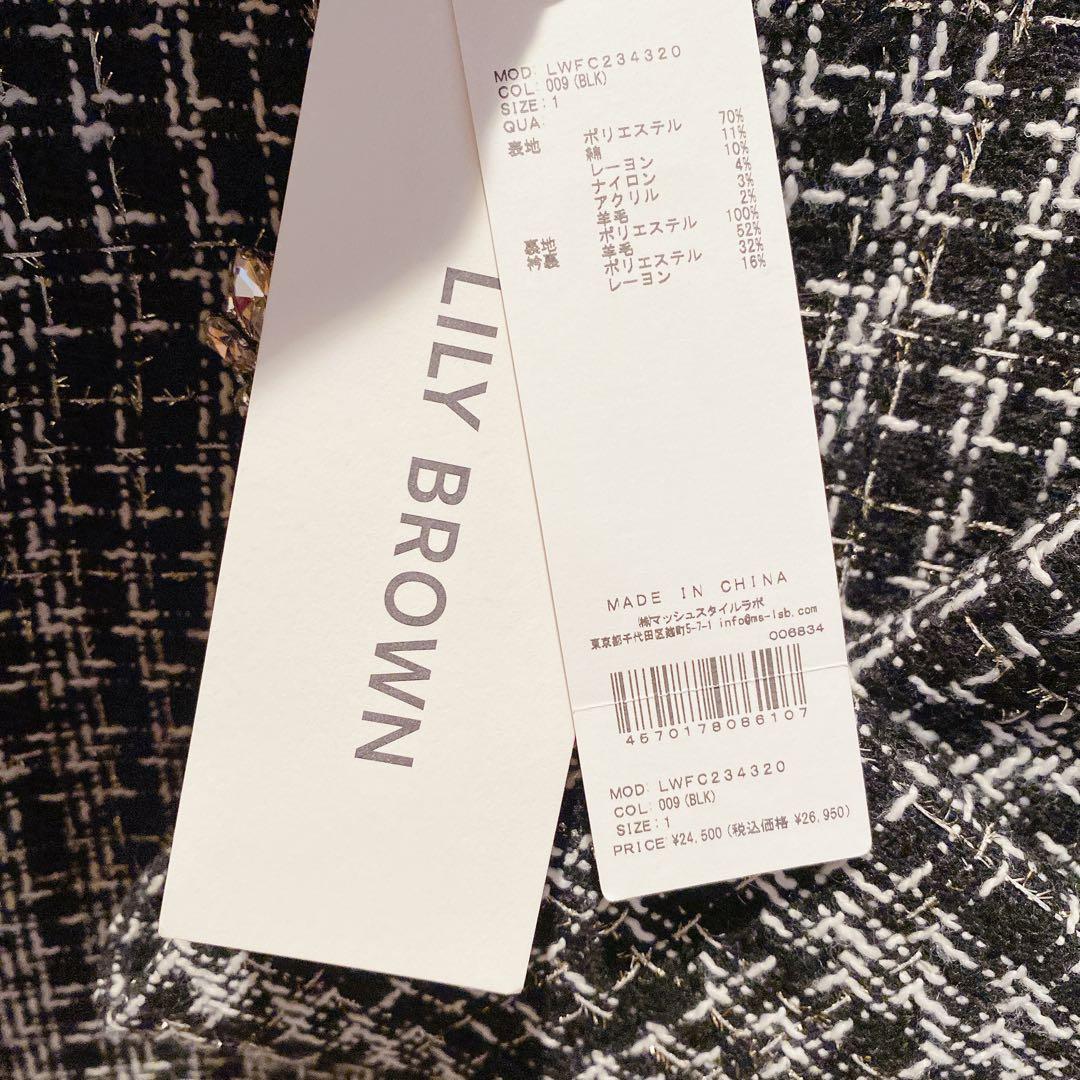 LILY BROWN
MOD: LWFC234320
COL: 009 (BLK)
SIZE: 1
QUA:
表地 ポリエステル 70%
綿 11%
レーヨン 10%
ナイロン 4%
アクリル 3%
羊毛 2%
裏地 ポリエステル 100%
衿裏 羊毛 52%
ポリエステル 32%
レーヨン 16%
MADE IN CHINA
㈱マッシュスタイルラボ
東京都千代田区麹町5-7-1 info@ms-lsb.com
006834
4570178086107
MOD: LWFC234320
COL: 009 (BLK)
SIZE: 1
PRICE: ¥24,500 (税込価格 ¥26,950)